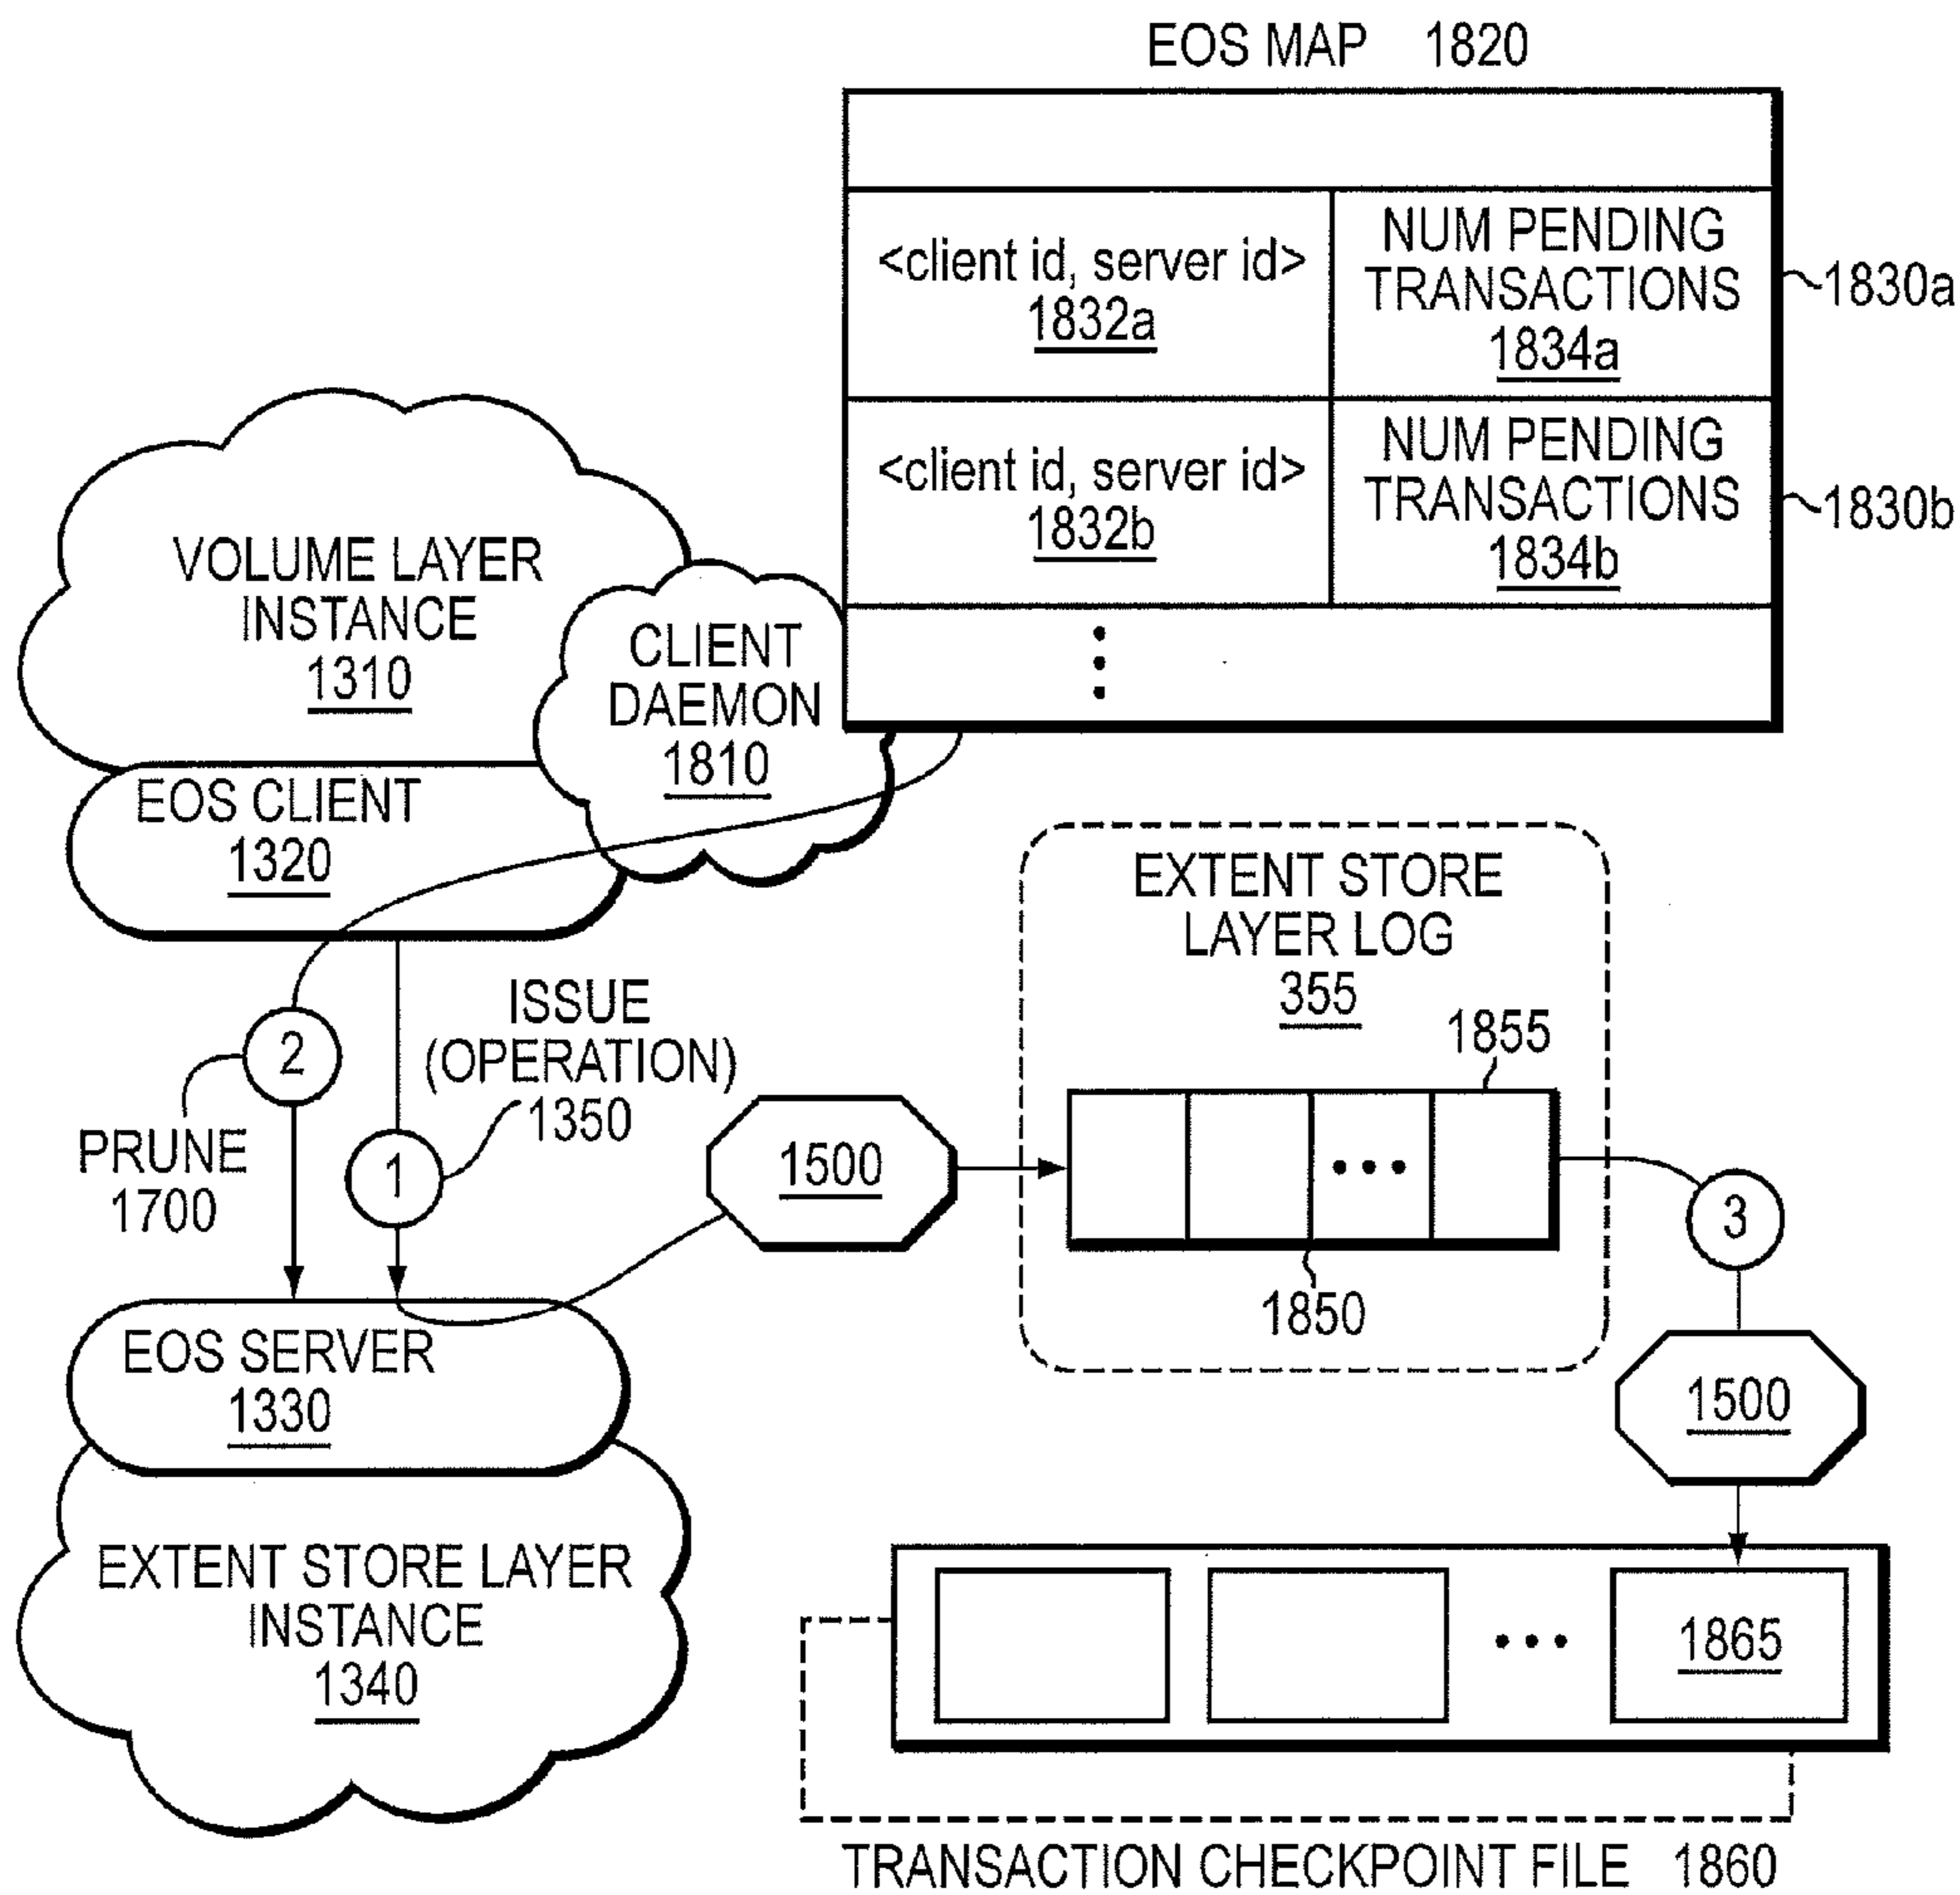 EOS MAP 1820
<client id, server id>
1832a
NUM PENDING
TRANSACTIONS
1834a
1830a
<client id, server id>
1832b
NUM PENDING
TRANSACTIONS
1834b
1830b
VOLUME LAYER
INSTANCE
1310
CLIENT
DAEMON
1810
EOS CLIENT
1320
EXTENT STORE
LAYER LOG
355
1855
1850
2
PRUNE
1700
ISSUE
(OPERATION)
1350
1
1500
3
1500
EOS SERVER
1330
EXTENT STORE LAYER
INSTANCE
1340
1865
TRANSACTION CHECKPOINT FILE 1860